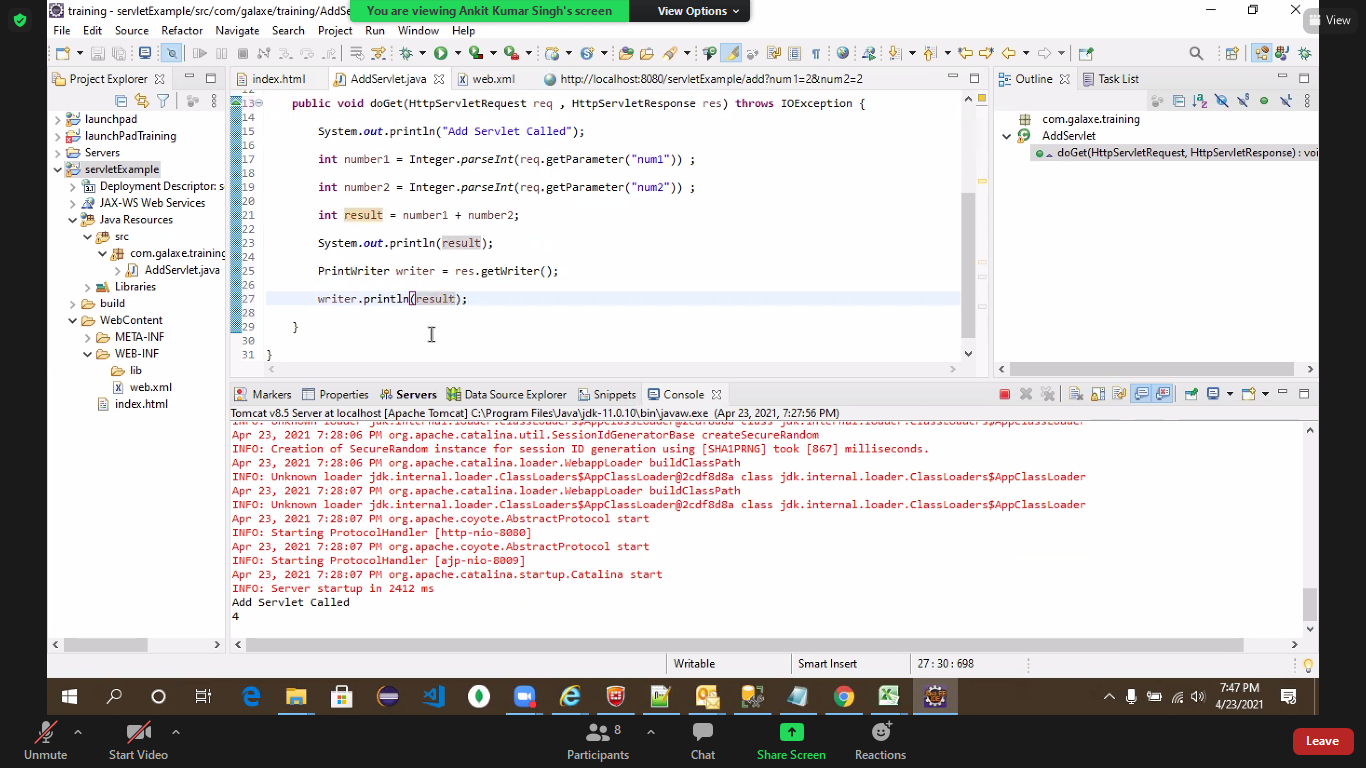 training - servletExample/src/com/galaxe/training/AddS
You are viewing Ankit Kumar Singh's screen
View Options
View
File Edit Source Refactor Navigate Search Project Run Window Help
Project Explorer
index.html
AddServlet.java
web.xml
http://localhost:8080/servletExample/add?num1=2&num2=2
Outline
Task List
launchpad
launchPadTraining
Servers
servletExample
Deployment Descriptor: s
JAX-WS Web Services
Java Resources
src
com.galaxe.training
AddServlet.java
Libraries
build
WebContent
META-INF
WEB-INF
lib
web.xml
index.html
12
13 public void doGet(HttpServletRequest req , HttpServletResponse res) throws IOException {
14
15 System.out.println("Add Servlet Called");
16
17 int number1 = Integer.parseInt(req.getParameter("num1")) ;
18
19 int number2 = Integer.parseInt(req.getParameter("num2")) ;
20
21 int result = number1 + number2;
22
23 System.out.println(result);
24
25 PrintWriter writer = res.getWriter();
26
27 writer.println(result);
28
29 }
30
31 }
com.galaxe.training
AddServlet
doGet(HttpServletRequest, HttpServletResponse) : voi
Markers Properties Servers Data Source Explorer Snippets Console
Tomcat v8.5 Server at localhost [Apache Tomcat] C:\Program Files\Java\jdk-11.0.10\bin\javaw.exe (Apr 23, 2021, 7:27:56 PM)
INFO: Unknown loader jdk.internal.loader.ClassLoaders$AppClassLoader@2cdf8d8a class jdk.internal.loader.ClassLoaders$AppClassLoader
Apr 23, 2021 7:28:06 PM org.apache.catalina.util.SessionIdGeneratorBase createSecureRandom
INFO: Creation of SecureRandom instance for session ID generation using [SHA1PRNG] took [867] milliseconds.
Apr 23, 2021 7:28:06 PM org.apache.catalina.loader.WebappLoader buildClassPath
INFO: Unknown loader jdk.internal.loader.ClassLoaders$AppClassLoader@2cdf8d8a class jdk.internal.loader.ClassLoaders$AppClassLoader
Apr 23, 2021 7:28:07 PM org.apache.catalina.loader.WebappLoader buildClassPath
INFO: Unknown loader jdk.internal.loader.ClassLoaders$AppClassLoader@2cdf8d8a class jdk.internal.loader.ClassLoaders$AppClassLoader
Apr 23, 2021 7:28:07 PM org.apache.coyote.AbstractProtocol start
INFO: Starting ProtocolHandler [http-nio-8080]
Apr 23, 2021 7:28:07 PM org.apache.coyote.AbstractProtocol start
INFO: Starting ProtocolHandler [ajp-nio-8009]
Apr 23, 2021 7:28:07 PM org.apache.catalina.startup.Catalina start
INFO: Server startup in 2412 ms
Add Servlet Called
4
Writable
Smart Insert
27 : 30 : 698
7:47 PM
4/23/2021
Unmute
Start Video
Participants
8
Chat
Share Screen
Reactions
Leave